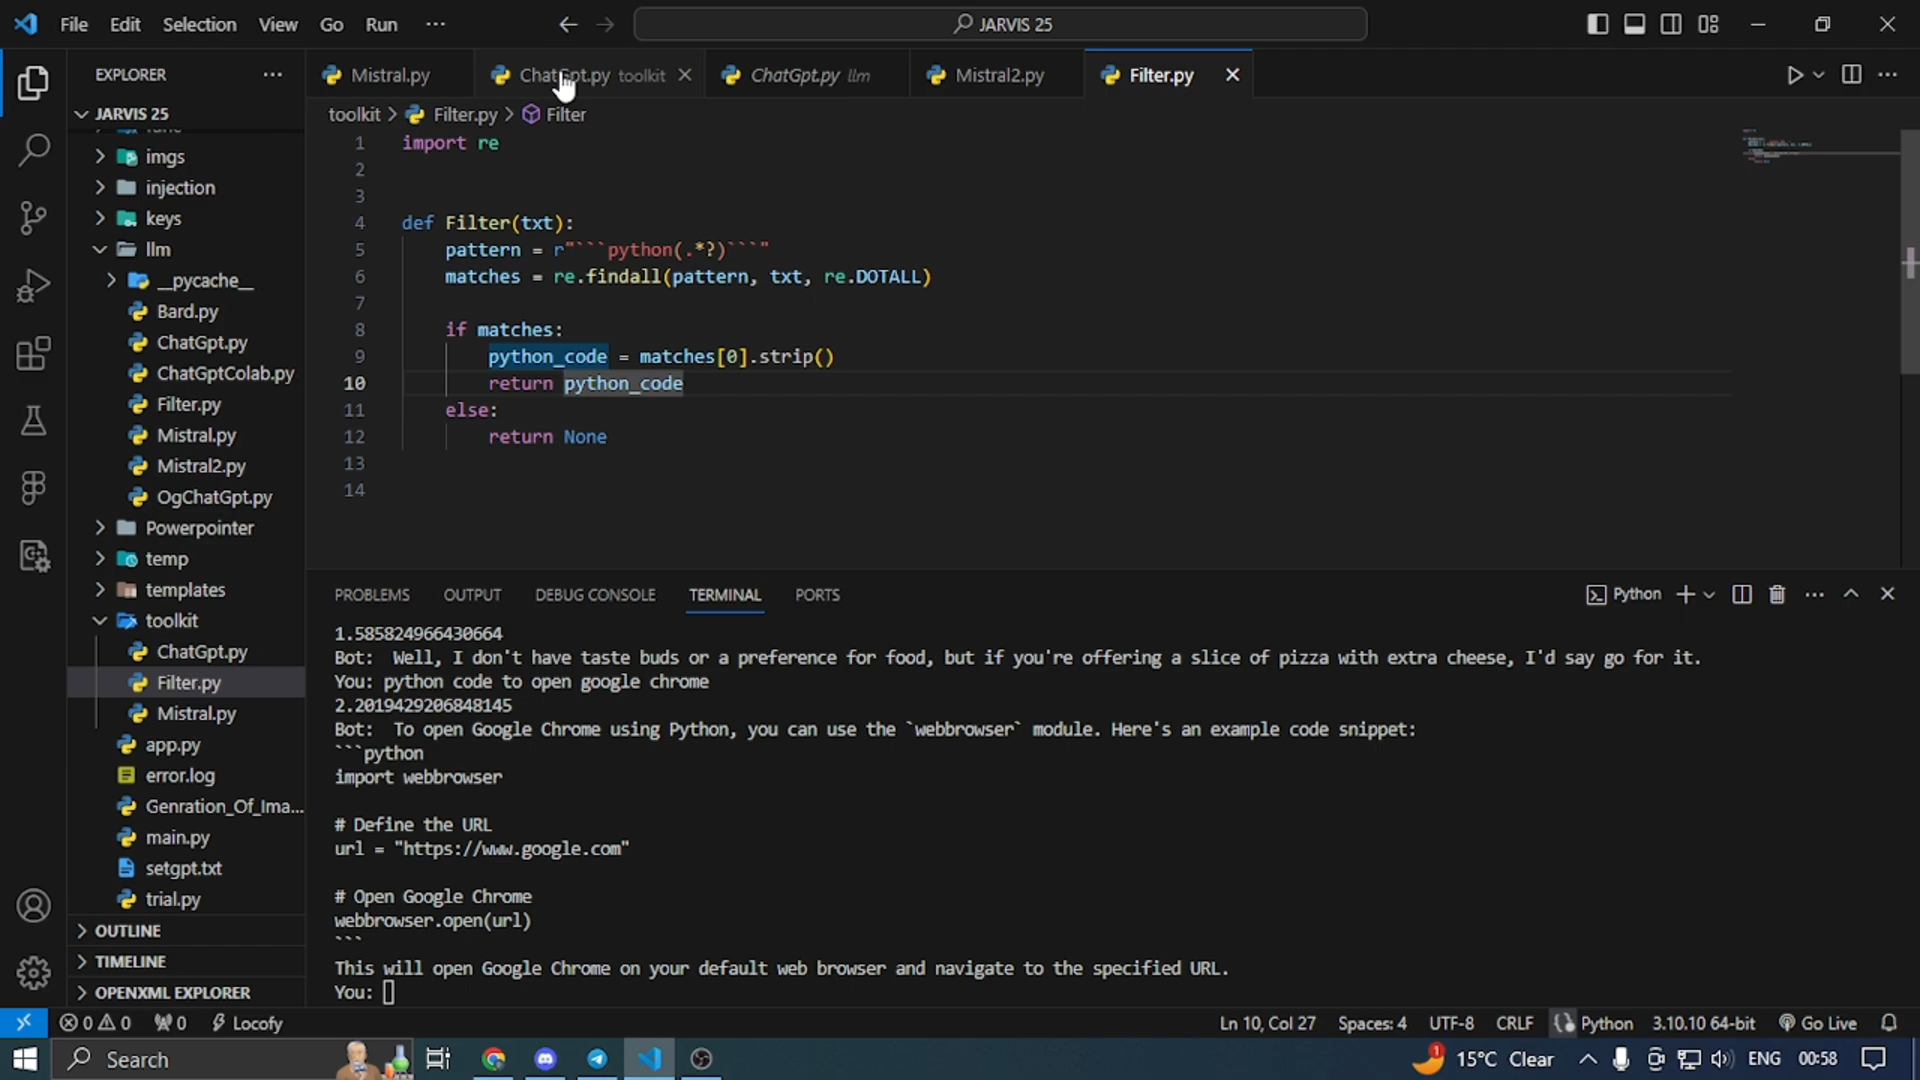 File Edit Selection View Go Run ··· JARVIS 25
EXPLORER ···
Mistral.py ChatGpt.py toolkit ChatGpt.py llm Mistral2.py Filter.py
JARVIS 25
toolkit > Filter.py > Filter
imgs
injection
keys
llm
__pycache__
Bard.py
ChatGpt.py
ChatGptColab.py
Filter.py
Mistral.py
Mistral2.py
OgChatGpt.py
Powerpointer
temp
templates
toolkit
ChatGpt.py
Filter.py
Mistral.py
app.py
error.log
Genration_Of_Ima...
main.py
setgpt.txt
trial.py
OUTLINE
TIMELINE
OPENXML EXPLORER
1 import re
2
3
4 def Filter(txt):
5 pattern = r"```python(.*?)```"
6 matches = re.findall(pattern, txt, re.DOTALL)
7
8 if matches:
9 python_code = matches[0].strip()
10 return python_code
11 else:
12 return None
13
14
PROBLEMS OUTPUT DEBUG CONSOLE TERMINAL PORTS Python
1.585824966430664
Bot: Well, I don't have taste buds or a preference for food, but if you're offering a slice of pizza with extra cheese, I'd say go for it.
You: python code to open google chrome
2.2019429206848145
Bot: To open Google Chrome using Python, you can use the `webbrowser` module. Here's an example code snippet:
```python
import webbrowser
# Define the URL
url = "https://www.google.com"
# Open Google Chrome
webbrowser.open(url)
```
This will open Google Chrome on your default web browser and navigate to the specified URL.
You:
0 0 0 Locofy Ln 10, Col 27 Spaces: 4 UTF-8 CRLF Python 3.10.10 64-bit Go Live
Search 1 15°C Clear ENG 00:58